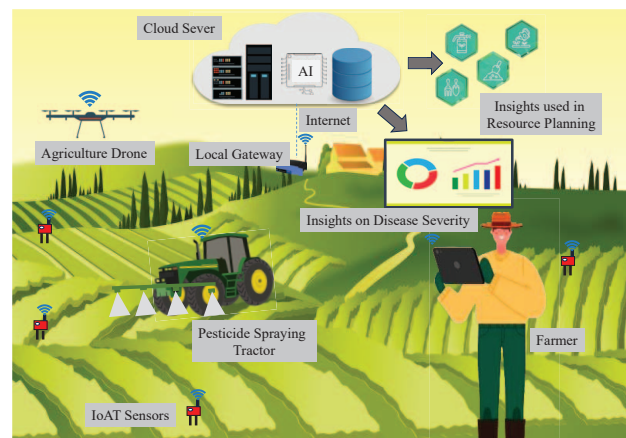 Cloud Sever
AI
Insights used in
Resource Planning
Internet
Agriculture Drone
Local Gateway
Insights on Disease Severity
Pesticide Spraying
Tractor
Farmer
IoAT Sensors